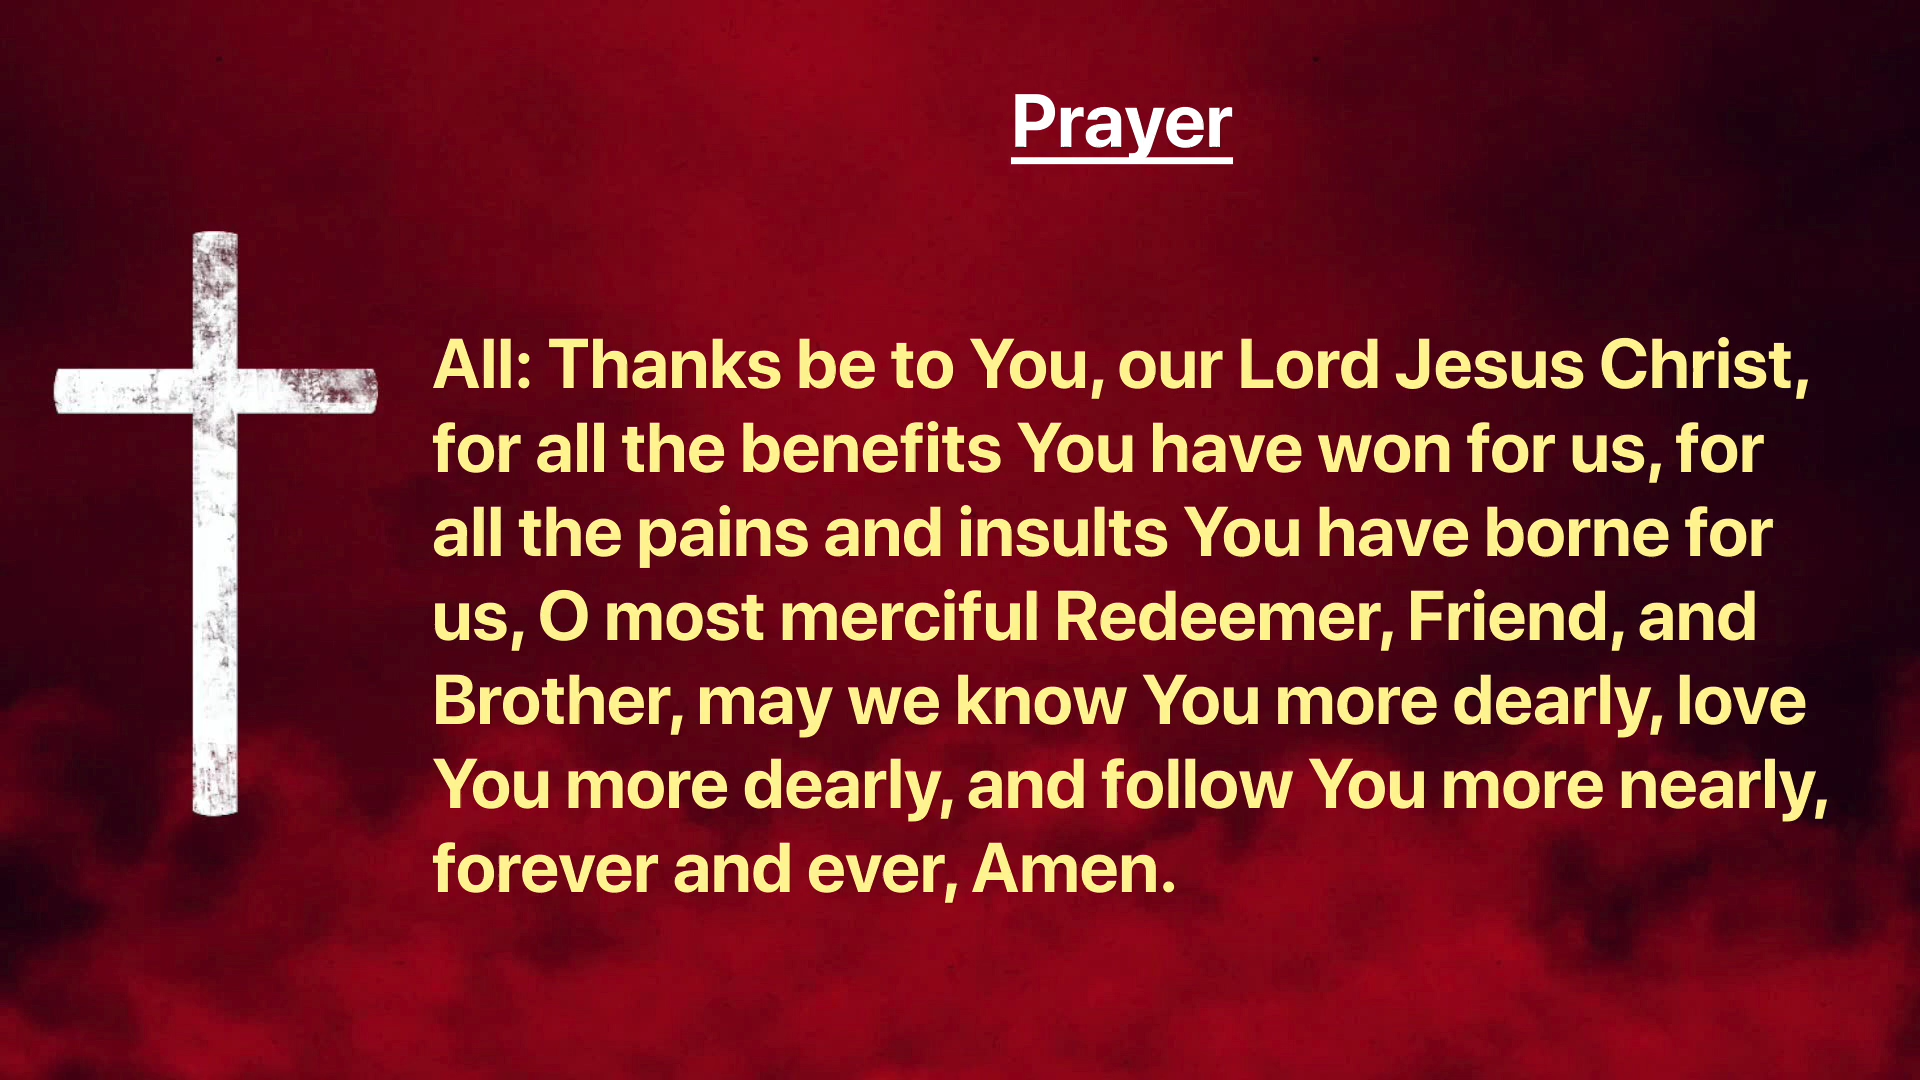 Prayer
All: Thanks be to You, our Lord Jesus Christ,
for all the benefits You have won for us, for
all the pains and insults You have borne for
us, O most merciful Redeemer, Friend, and
Brother, may we know You more dearly, love
You more dearly, and follow You more nearly,
forever and ever, Amen.